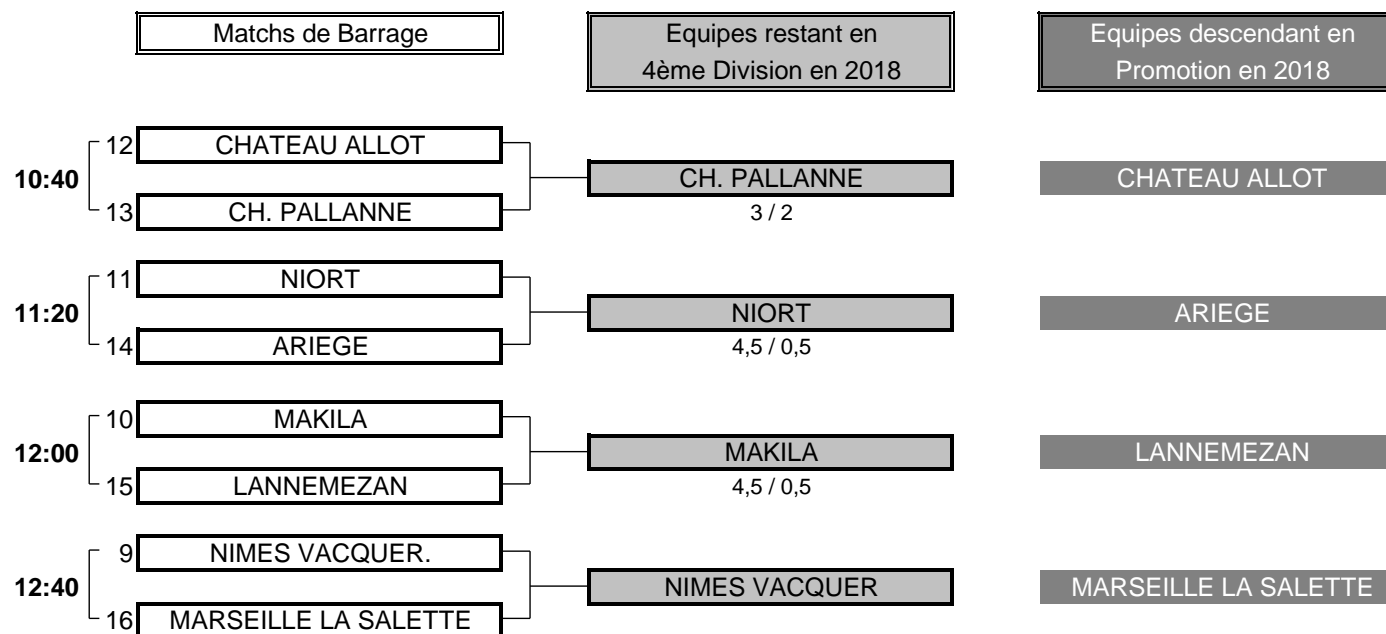 Matchs de Barrage
Equipes restant en
4ème Division en 2018
Equipes descendant en
Promotion en 2018
12 CHATEAU ALLOT
10:40 CH. PALLANNE CHATEAU ALLOT
13 CH. PALLANNE 3 / 2
11 NIORT
11:20 NIORT ARIEGE
14 ARIEGE 4,5 / 0,5
10 MAKILA
12:00 MAKILA LANNEMEZAN
15 LANNEMEZAN 4,5 / 0,5
9 NIMES VACQUER.
12:40 NIMES VACQUER MARSEILLE LA SALETTE
16 MARSEILLE LA SALETTE